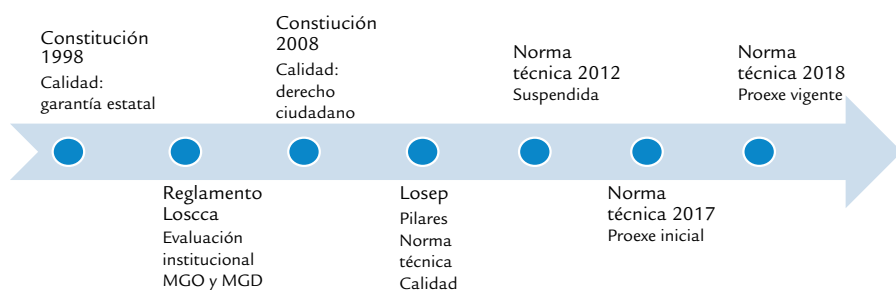 Constitución
1998
Calidad:
garantía estatal
Reglamento
Loscca
Evaluación
institucional
MGO y MGD
Constiución
2008
Calidad:
derecho
ciudadano
Losep
Pilares
Norma
técnica
Calidad
Norma
técnica 2012
Suspendida
Norma
técnica 2017
Proexe inicial
Norma
técnica 2018
Proexe vigente